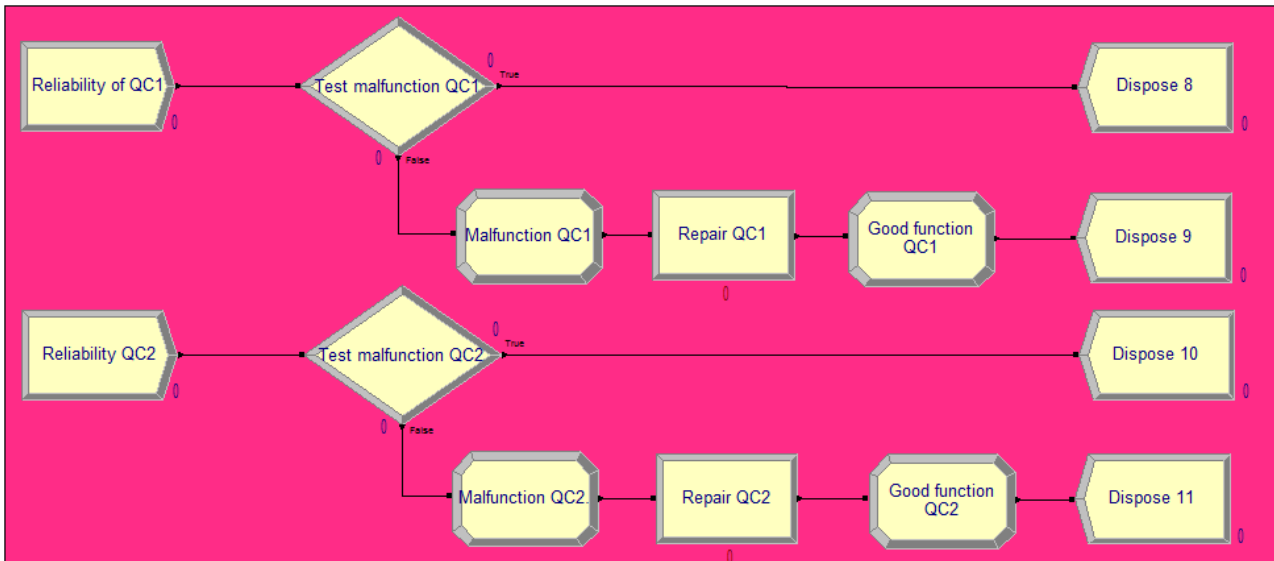 0
Reliability of QC1
Test malfunction QC1
True
Dispose 8
0
0
0
False
Malfunction QC1
Repair QC1
Good function
QC1
Dispose 9
0
0
Reliability QC2
Test malfunction QC2
0
True
Dispose 10
0
0
0
False
Malfunction QC2.
Repair QC2
Good function
QC2
Dispose 11
0
0